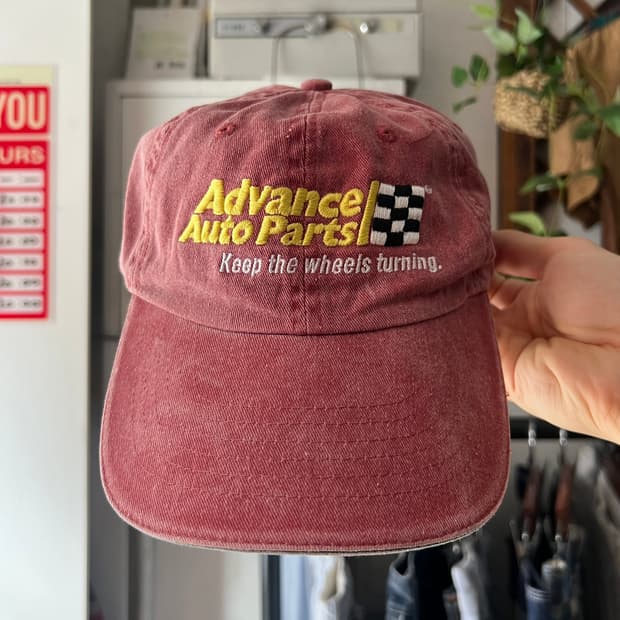 YOU
URS
Advance
Auto Parts
Keep the wheels turning.